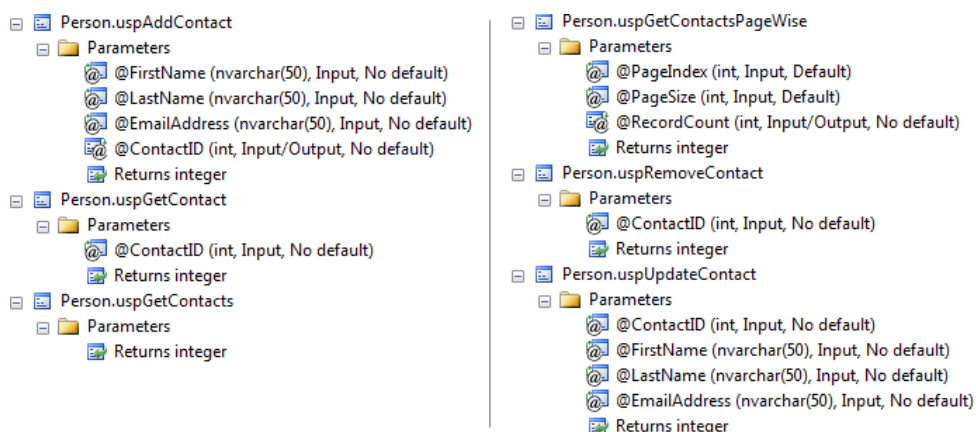 Person.uspAddContact
Parameters
@FirstName (nvarchar(50), Input, No default)
@LastName (nvarchar(50), Input, No default)
@EmailAddress (nvarchar(50), Input, No default)
@ContactID (int, Input/Output, No default)
Returns integer
Person.uspGetContact
Parameters
@ContactID (int, Input, No default)
Returns integer
Person.uspGetContacts
Parameters
Returns integer
Person.uspGetContactsPageWise
Parameters
@PageIndex (int, Input, Default)
@PageSize (int, Input, Default)
@RecordCount (int, Input/Output, No default)
Returns integer
Person.uspRemoveContact
Parameters
@ContactID (int, Input, No default)
Returns integer
Person.uspUpdateContact
Parameters
@ContactID (int, Input, No default)
@FirstName (nvarchar(50), Input, No default)
@LastName (nvarchar(50), Input, No default)
@EmailAddress (nvarchar(50), Input, No default)
Returns integer